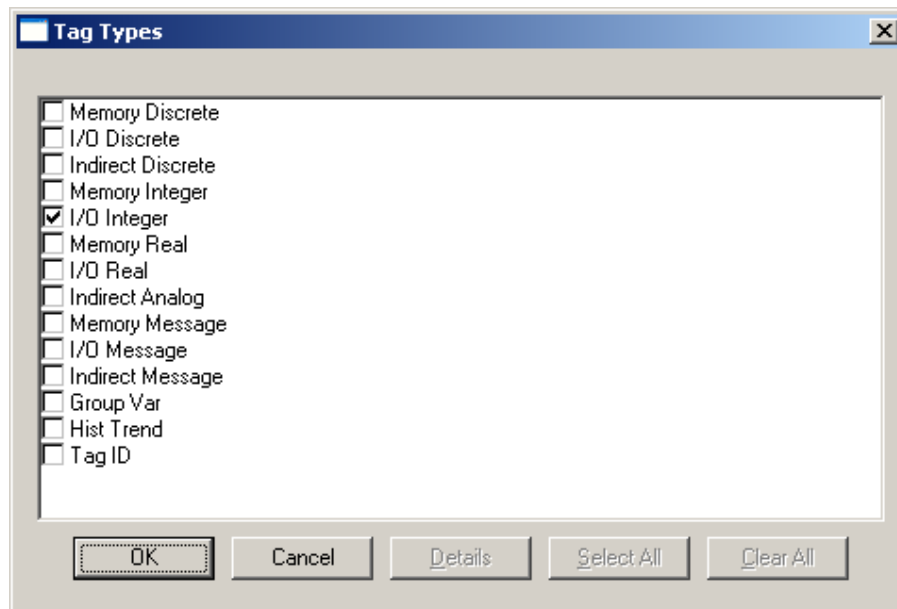 Tag Types
Memory Discrete
I/O Discrete
Indirect Discrete
Memory Integer
I/O Integer
Memory Real
I/O Real
Indirect Analog
Memory Message
I/O Message
Indirect Message
Group Var
Hist Trend
Tag ID
OK Cancel Details Select All Clear All